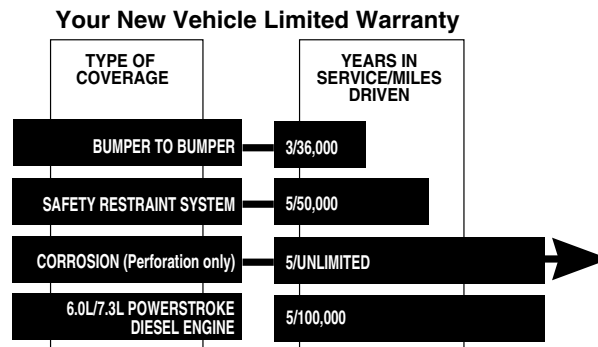 Your New Vehicle Limited Warranty
TYPE OF
COVERAGE
YEARS IN
SERVICE/MILES
DRIVEN
BUMPER TO BUMPER
3/36,000
SAFETY RESTRAINT SYSTEM
5/50,000
CORROSION (Perforation only)
5/UNLIMITED
6.0L/7.3L POWERSTROKE
DIESEL ENGINE
5/100,000